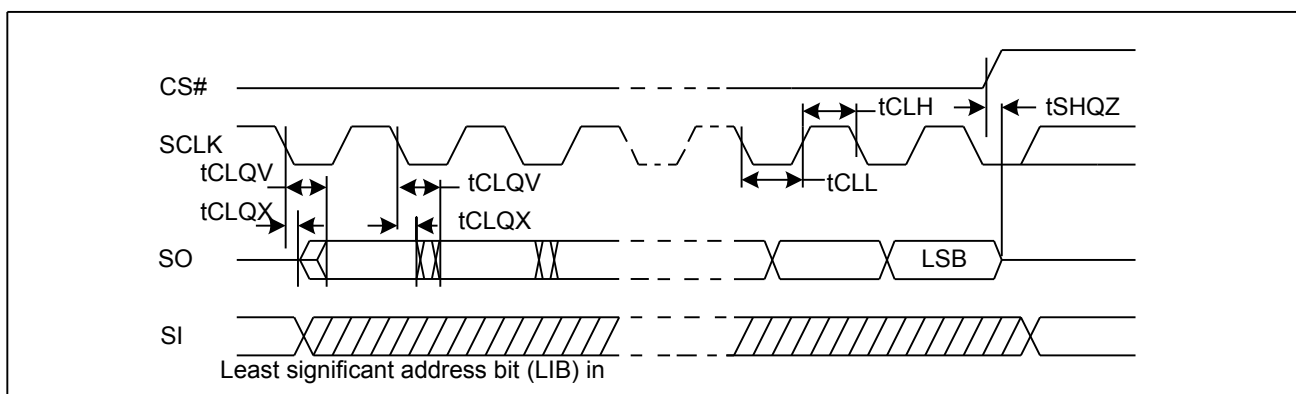 CS#
tCLH
tSHQZ
SCLK
tCLQV
tCLQV
tCLL
tCLQX
tCLQX
SO
LSB
SI
Least significant address bit (LIB) in